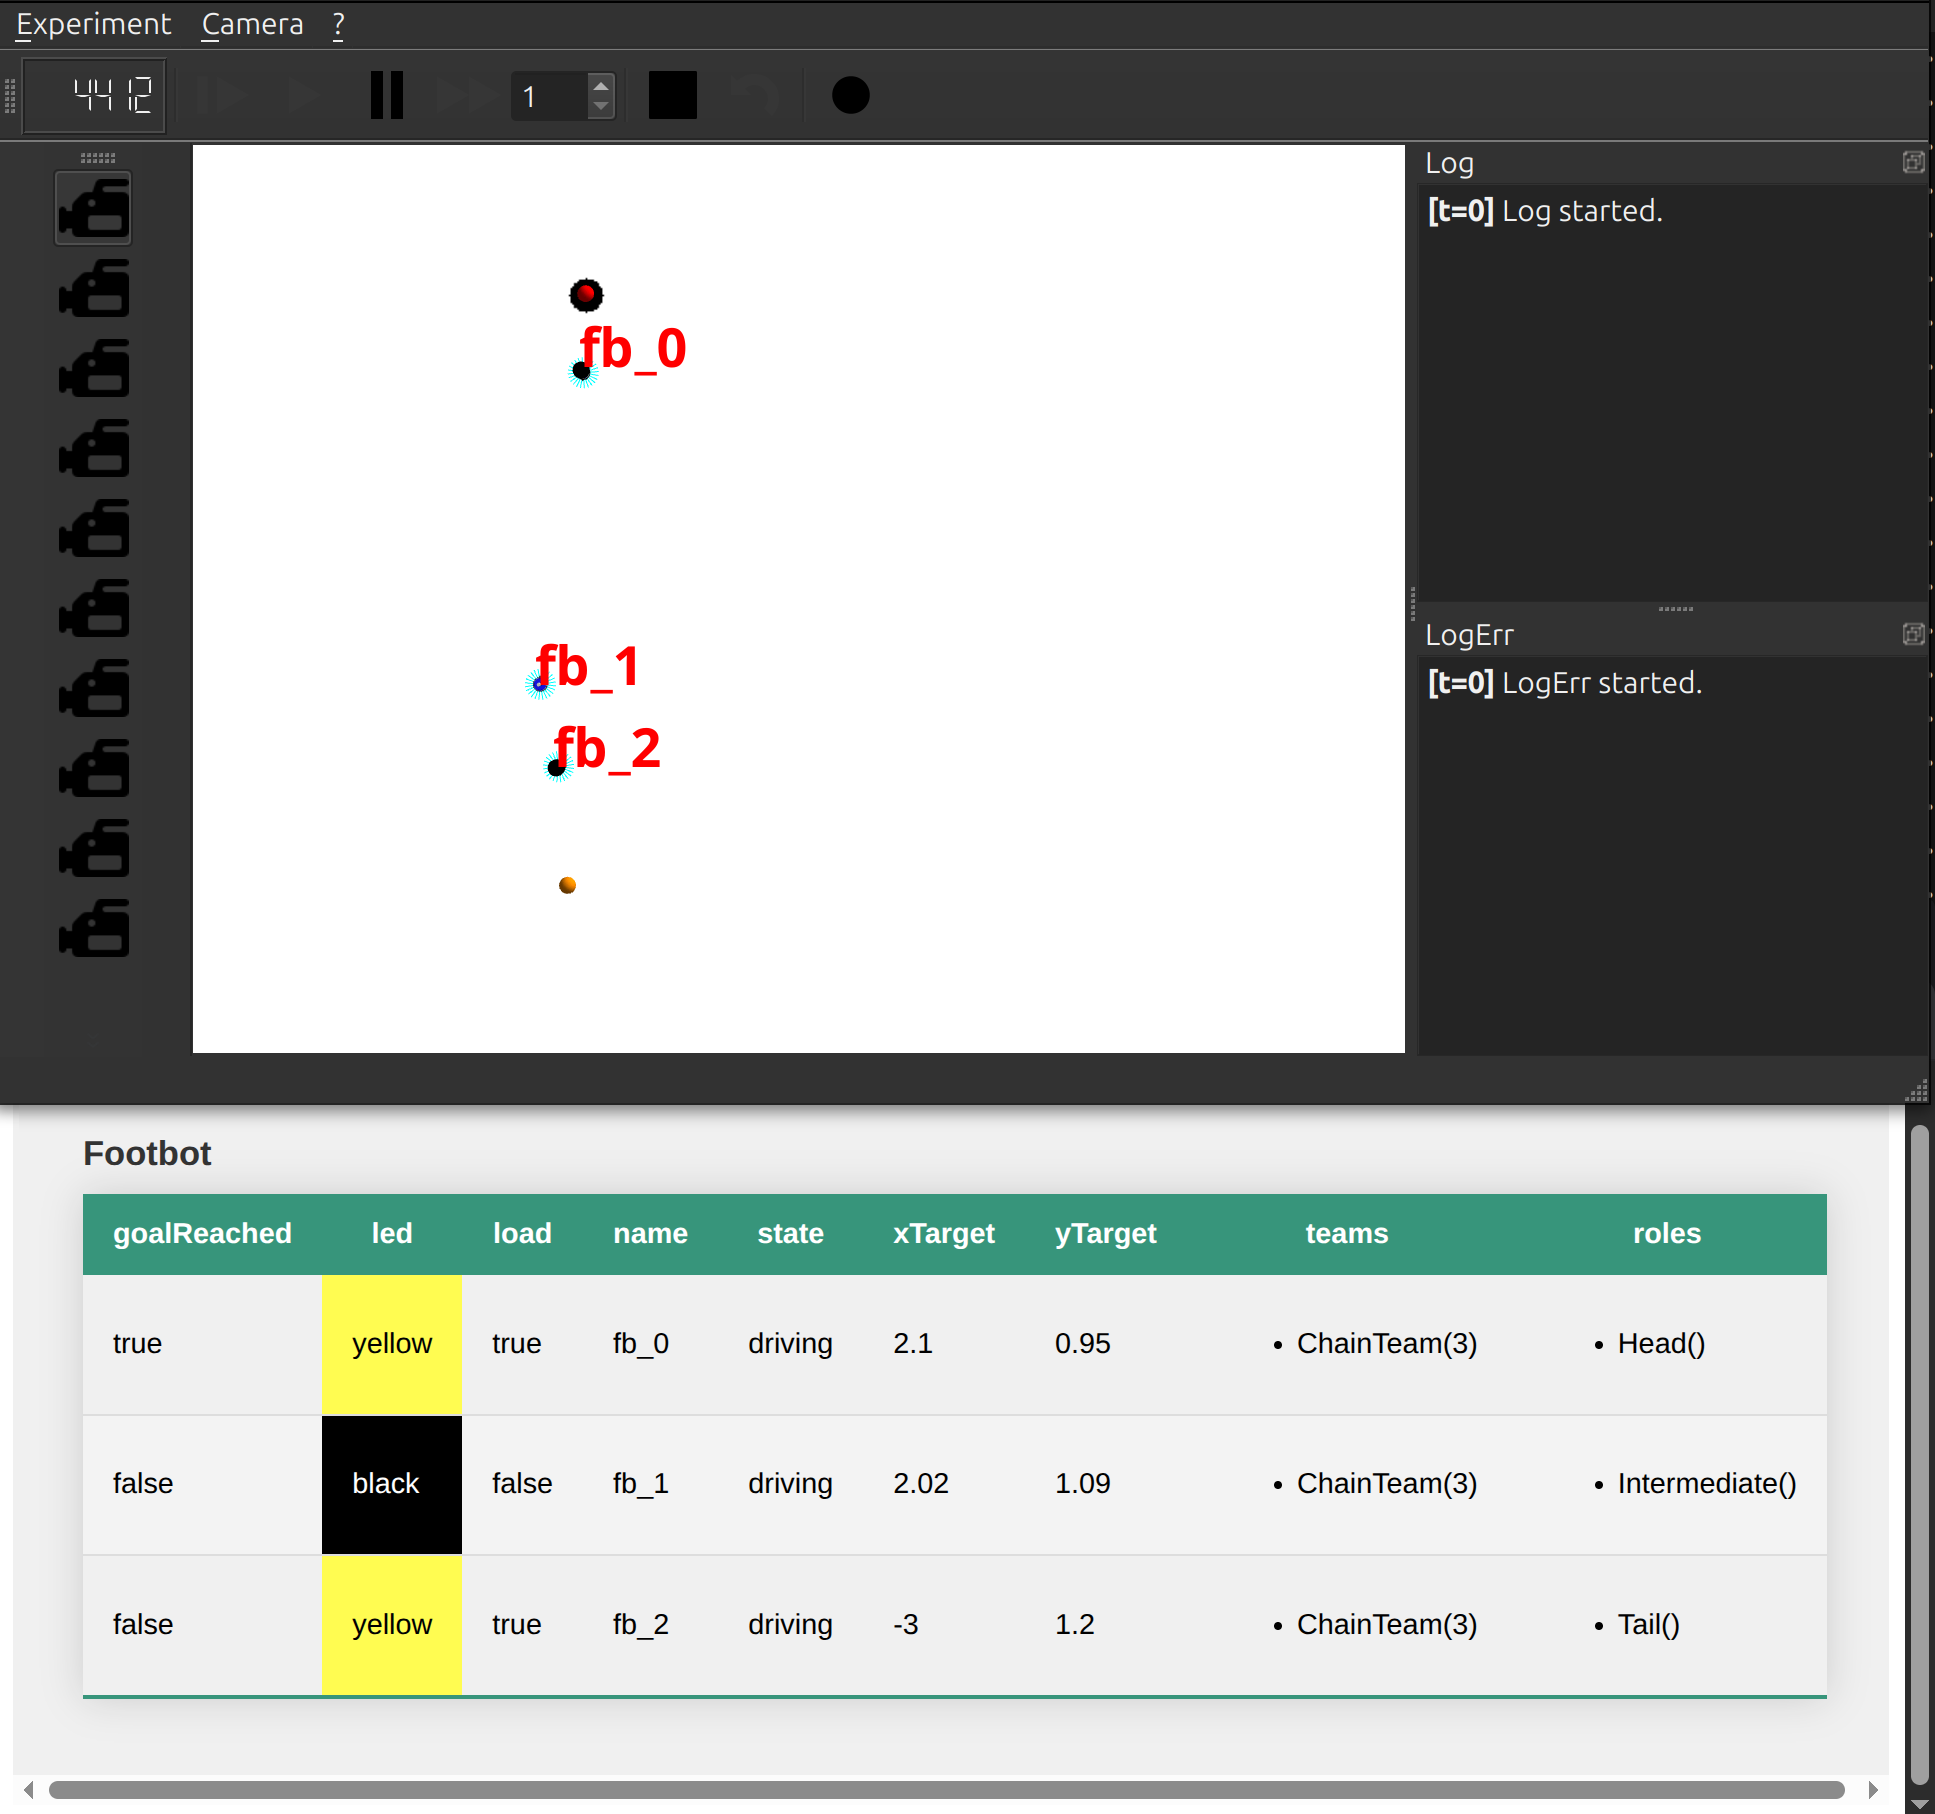 Experiment Camera ?
4412 1
Log
[t=0] Log started.
fb_0
LogErr
fb_1
[t=0] LogErr started.
fb_2
Footbot
goalReached led load name state xTarget yTarget teams roles
true yellow true fb_0 driving 2.1 0.95 • ChainTeam(3) • Head()
false black false fb_1 driving 2.02 1.09 • ChainTeam(3) • Intermediate()
false yellow true fb_2 driving -3 1.2 • ChainTeam(3) • Tail()